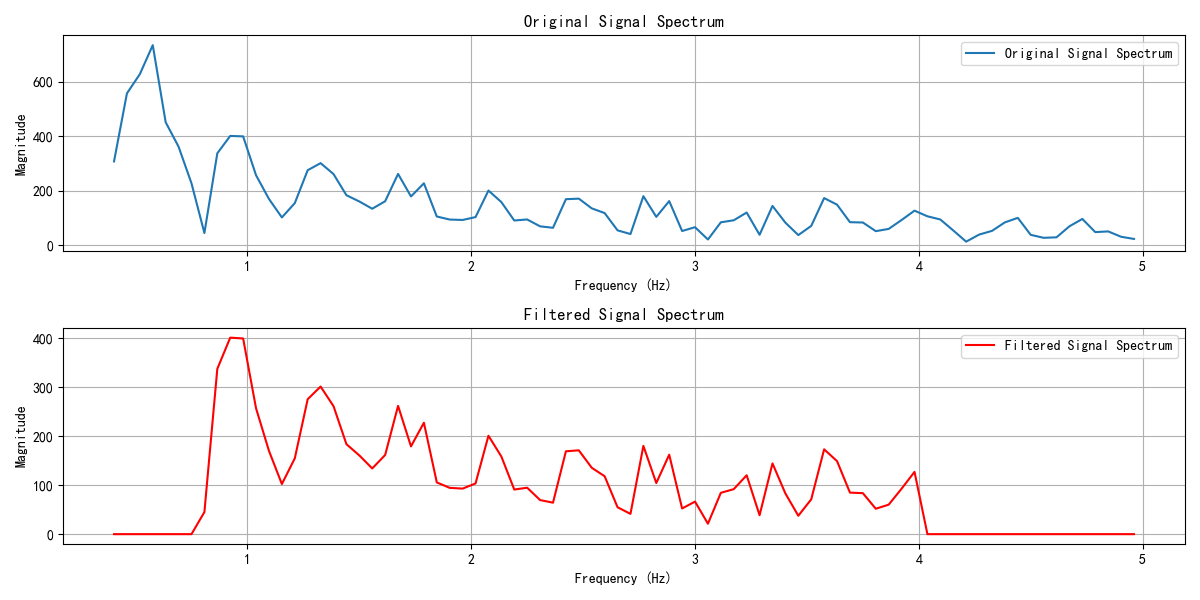 Original Signal Spectrum
Original Signal Spectrum
Magnitude
600
400
200
0
1 2 3 4 5
Frequency (Hz)
Filtered Signal Spectrum
Filtered Signal Spectrum
Magnitude
400
300
200
100
0
1 2 3 4 5
Frequency (Hz)